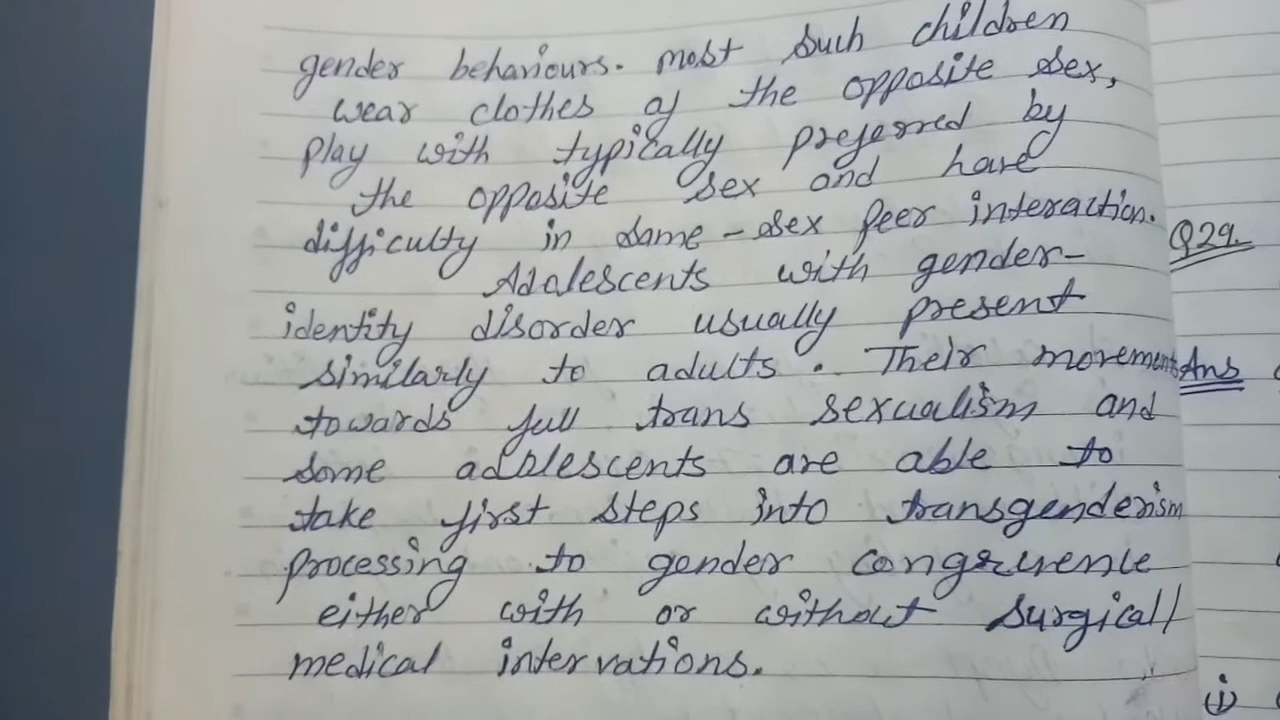 gender behaviours. most such children
wear clothes of the opposite sex,
play with typically preferred by
the opposite sex and have
difficulty in same-sex peer interaction.
Adolescents with gender-
identity disorder usually present
similarly to adults. Their movement
towards full trans sexualism and
some adolescents are able to
take first steps into transgenderism
processing to gender congruence
either with or without surgical/
medical intervations.
Q29.
Ans
(i)